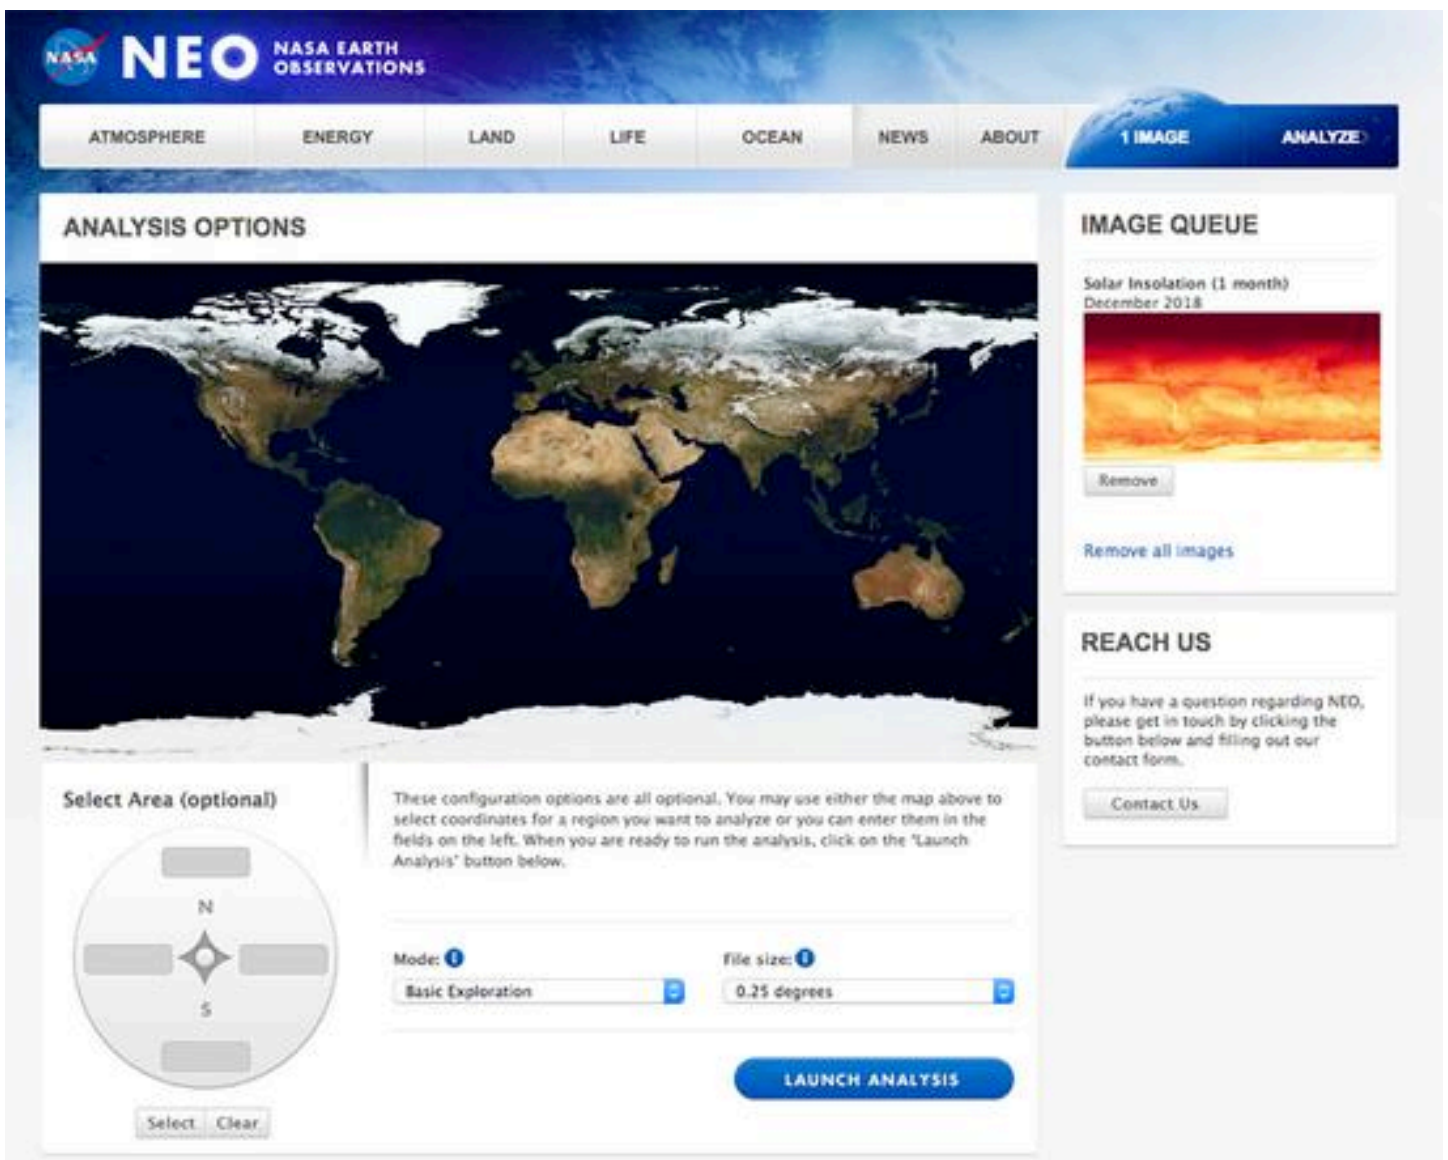 NASA
NEO NASA EARTH
OBSERVATIONS
ATMOSPHERE ENERGY LAND LIFE OCEAN NEWS ABOUT 1 IMAGE ANALYZE
ANALYSIS OPTIONS
IMAGE QUEUE
Solar Insolation (1 month)
December 2018
Remove
Remove all images
REACH US
If you have a question regarding NEO,
please get in touch by clicking the
button below and filling out our
contact form.
Contact Us
Select Area (optional)
N
S
Select Clear
These configuration options are all optional. You may use either the map above to
select coordinates for a region you want to analyze or you can enter them in the
fields on the left. When you are ready to run the analysis, click on the "Launch
Analysis" button below.
Mode: File size:
Basic Exploration 0.25 degrees
LAUNCH ANALYSIS